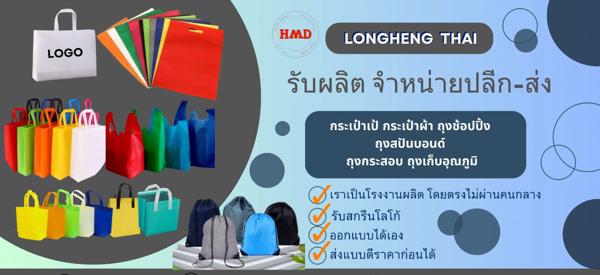 LOGO
HMD
LONGHENG THAI
รับผลิต จำหน่ายปลีก-ส่ง
กระเป๋าเป้ กระเป๋าผ้า ถุงช้อปปิ้ง
ถุงสปันบอนด์
ถุงกระสอบ ถุงเก็บอุณภูมิ
เราเป็นโรงงานผลิต โดยตรงไม่ผ่านคนกลาง
รับสกรีนโลโก้
ออกแบบได้เอง
ส่งแบบตีราคาก่อนได้